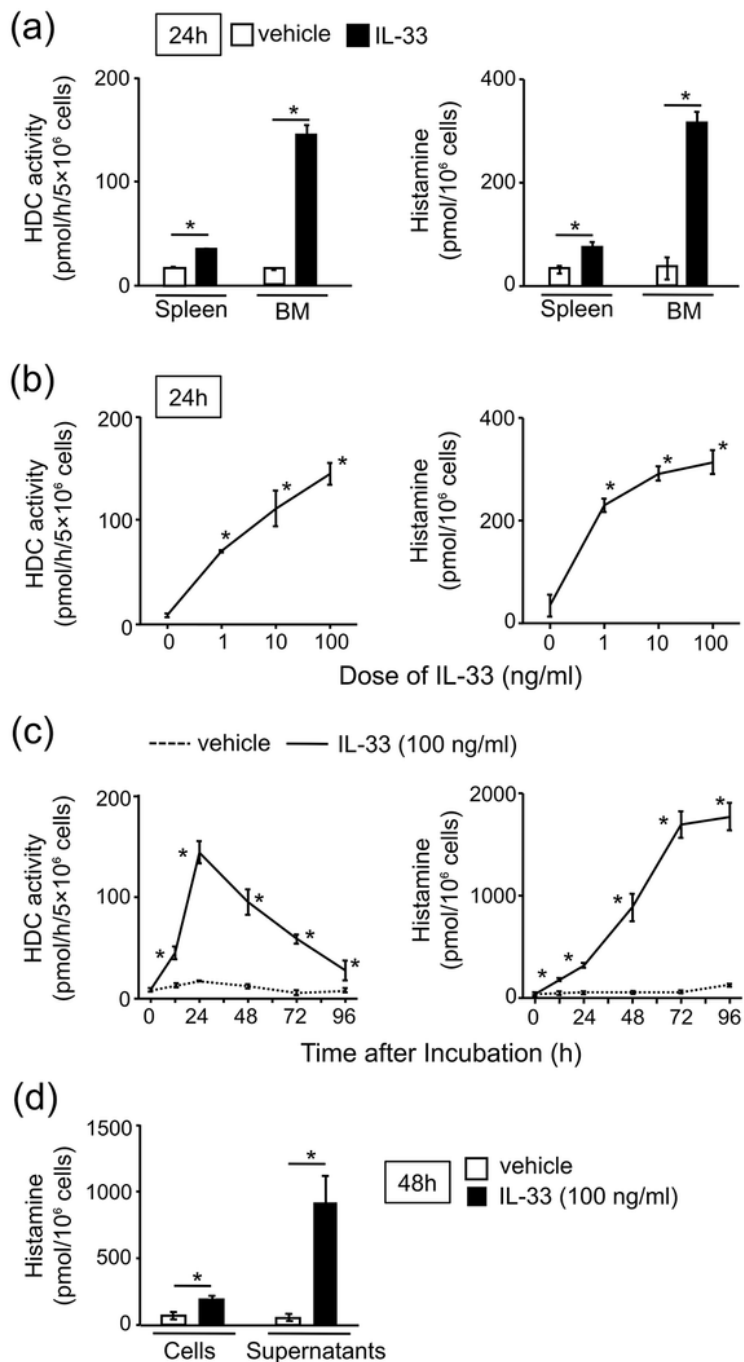 (a)
24h vehicle IL-33
HDC activity
(pmol/h/5×10⁶ cells)
200
100
0
* *
Spleen BM
Histamine
(pmol/10⁶ cells)
400
200
0
* *
Spleen BM
(b)
24h
HDC activity
(pmol/h/5×10⁶ cells)
200
100
0
* * *
0 1 10 100
Histamine
(pmol/10⁶ cells)
400
200
0
* * *
0 1 10 100
Dose of IL-33 (ng/ml)
(c)
vehicle IL-33 (100 ng/ml)
HDC activity
(pmol/h/5×10⁶ cells)
200
100
0
* * * * *
0 24 48 72 96
Histamine
(pmol/10⁶ cells)
2000
1000
0
* * * * *
0 24 48 72 96
Time after Incubation (h)
(d)
Histamine
(pmol/10⁶ cells)
1500
1000
500
0
* *
Cells Supernatants
48h
vehicle
IL-33 (100 ng/ml)